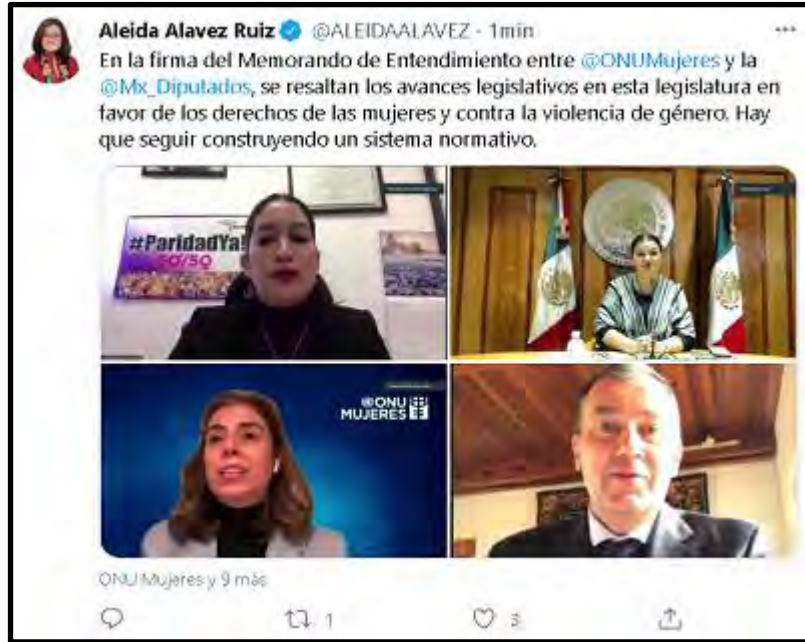 Aleida Alavez Ruiz @ALEIDAALAVEZ · 1min
En la firma del Memorando de Entendimiento entre @ONUMujeres y la
@Mx_Diputados, se resaltan los avances legislativos en esta legislatura en
favor de los derechos de las mujeres y contra la violencia de género. Hay
que seguir construyendo un sistema normativo.
#ParidadYa!
50/50
@ONU
MUJERES
ONU Mujeres y 9 más
1 3